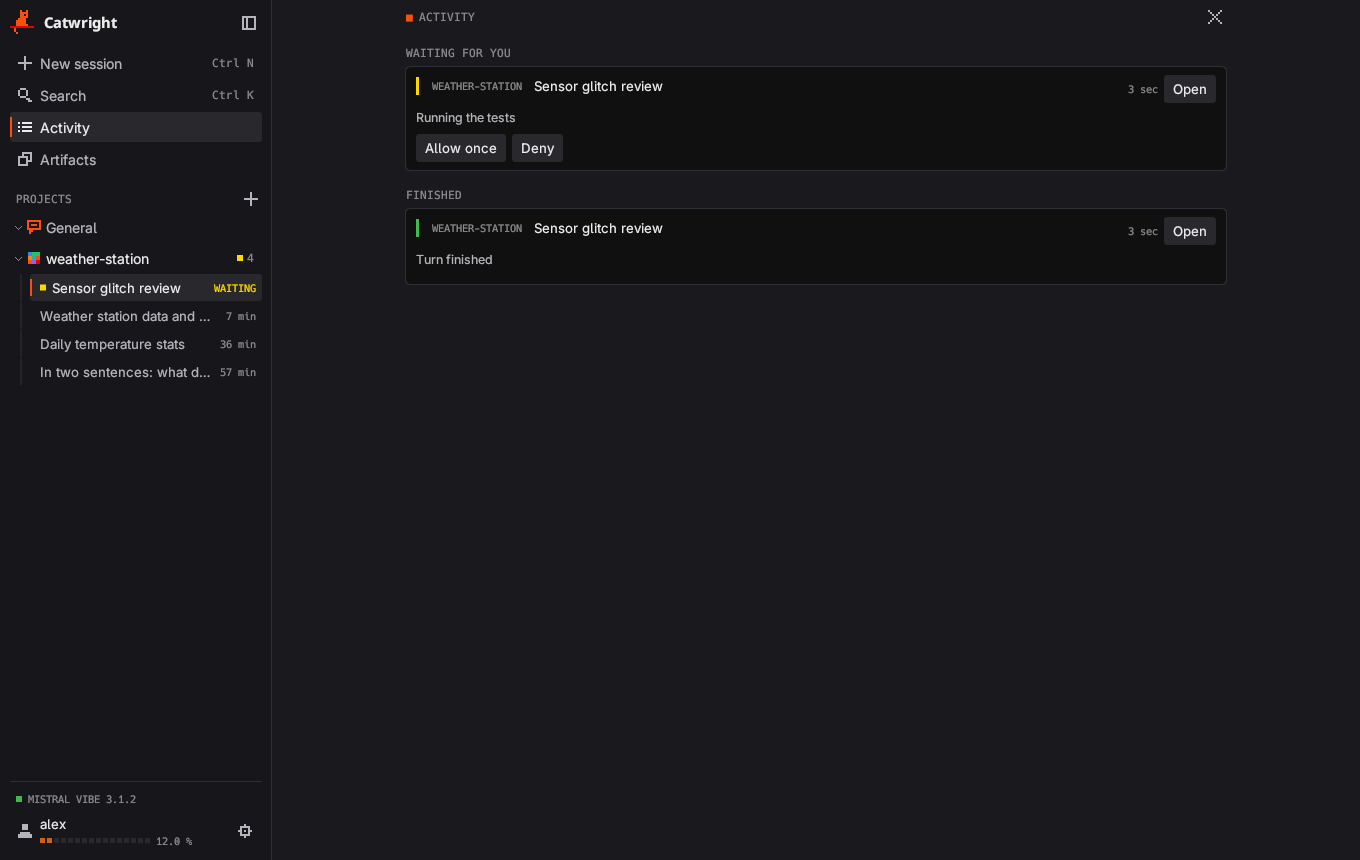 Catwright
New session Ctrl N
Search Ctrl K
Activity
Artifacts
PROJECTS
General
weather-station 4
Sensor glitch review WAITING
Weather station data and ... 7 min
Daily temperature stats 36 min
In two sentences: what d... 57 min
MISTRAL VIBE 3.1.2
alex
12.0 %
ACTIVITY
WAITING FOR YOU
WEATHER-STATION Sensor glitch review 3 sec Open
Running the tests
Allow once Deny
FINISHED
WEATHER-STATION Sensor glitch review 3 sec Open
Turn finished